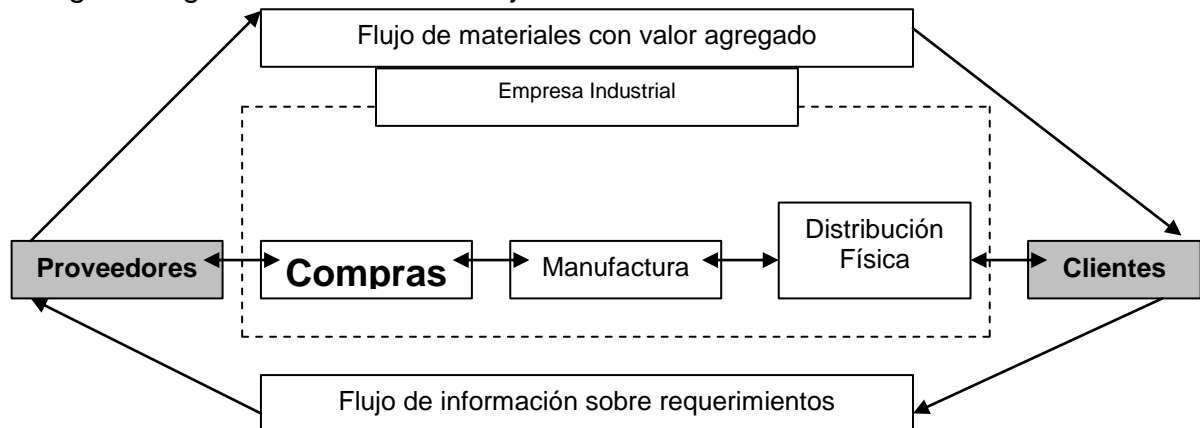 Flujo de materiales con valor agregado
Empresa Industrial
Proveedores
Compras
Manufactura
Distribución
Física
Clientes
Flujo de información sobre requerimientos